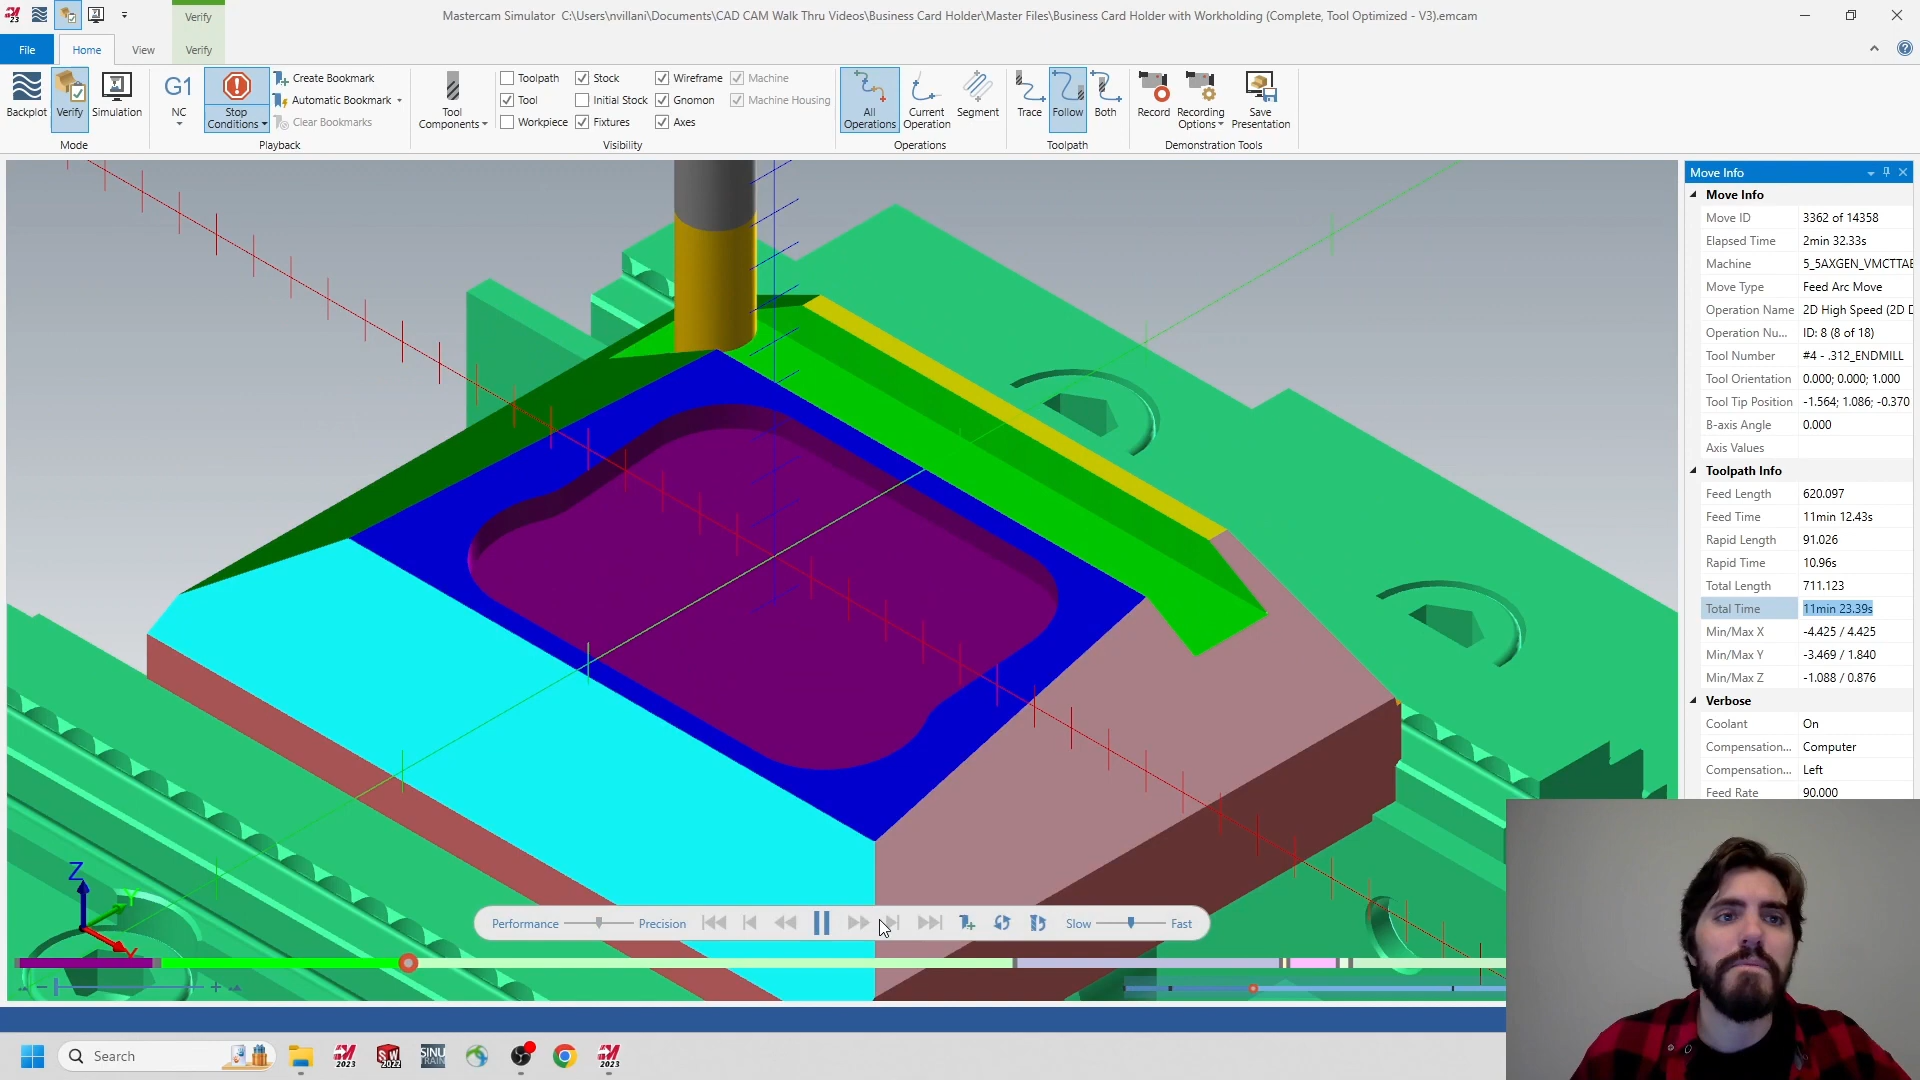 Verify
Mastercam Simulator C:\Users\nvillani\Documents\CAD CAM Walk Thru Videos\Business Card Holder\Master Files\Business Card Holder with Workholding (Complete, Tool Optimized - V3).emcam
File
Home
View
Verify
Backplot
Verify
Simulation
Mode
G1
NC
Stop
Conditions
Create Bookmark
Automatic Bookmark
Clear Bookmarks
Playback
Tool
Components
Toolpath
Tool
Workpiece
Stock
Initial Stock
Fixtures
Wireframe
Gnomon
Axes
Machine
Machine Housing
Visibility
All
Operations
Current
Operation
Segment
Operations
Trace
Follow
Both
Toolpath
Record
Recording
Options
Save
Presentation
Demonstration Tools
Move Info
Move Info
Move ID 3362 of 14358
Elapsed Time 2min 32.33s
Machine 5_5AXGEN_VMCTTAE
Move Type Feed Arc Move
Operation Name 2D High Speed (2D D
Operation Nu... ID: 8 (8 of 18)
Tool Number #4 - .312_ENDMILL
Tool Orientation 0.000; 0.000; 1.000
Tool Tip Position -1.564; 1.086; -0.370
B-axis Angle 0.000
Axis Values
Toolpath Info
Feed Length 620.097
Feed Time 11min 12.43s
Rapid Length 91.026
Rapid Time 10.96s
Total Length 711.123
Total Time 11min 23.39s
Min/Max X -4.425 / 4.425
Min/Max Y -3.469 / 1.840
Min/Max Z -1.088 / 0.876
Verbose
Coolant On
Compensation... Computer
Compensation... Left
Feed Rate 90.000
Z
Y
X
Performance
Precision
Slow
Fast
Search
2023
SW
2022
SINU
TRAIN
2023